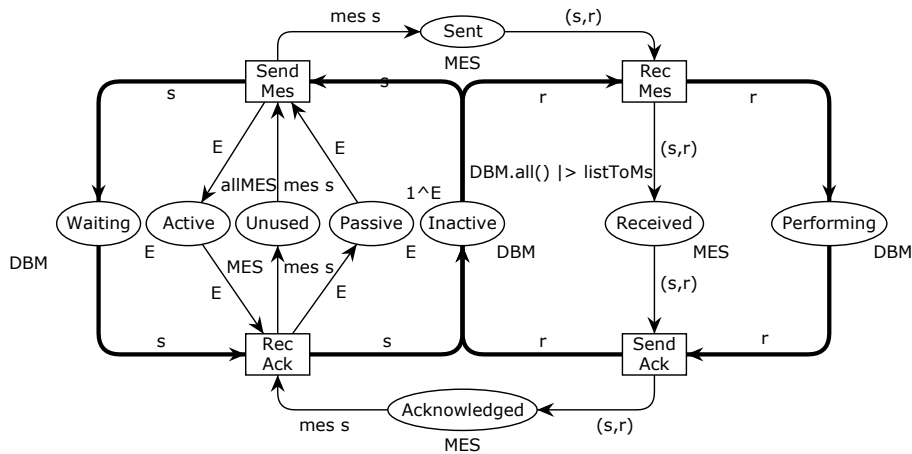 mes s
Sent
(s,r)
MES
Send
Mes
Rec
Mes
s
s
r
r
E
E
(s,r)
allMES
mes s
DBM.all() |> listToMs
1^E
Waiting
Active
Unused
Passive
Inactive
Received
Performing
DBM
E
MES
mes s
E
DBM
MES
DBM
E
E
(s,r)
s
Rec
Ack
s
r
Send
Ack
r
mes s
Acknowledged
(s,r)
MES